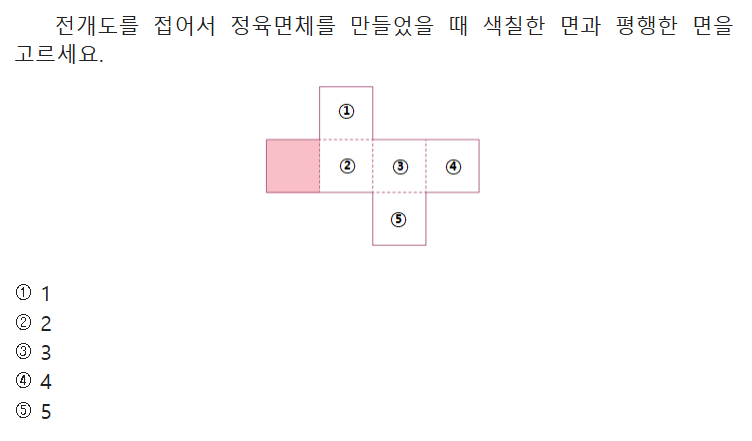 전개도를 접어서 정육면체를 만들었을 때 색칠한 면과 평행한 면을
고르세요.
①
② ③ ④
⑤
① 1
② 2
③ 3
④ 4
⑤ 5